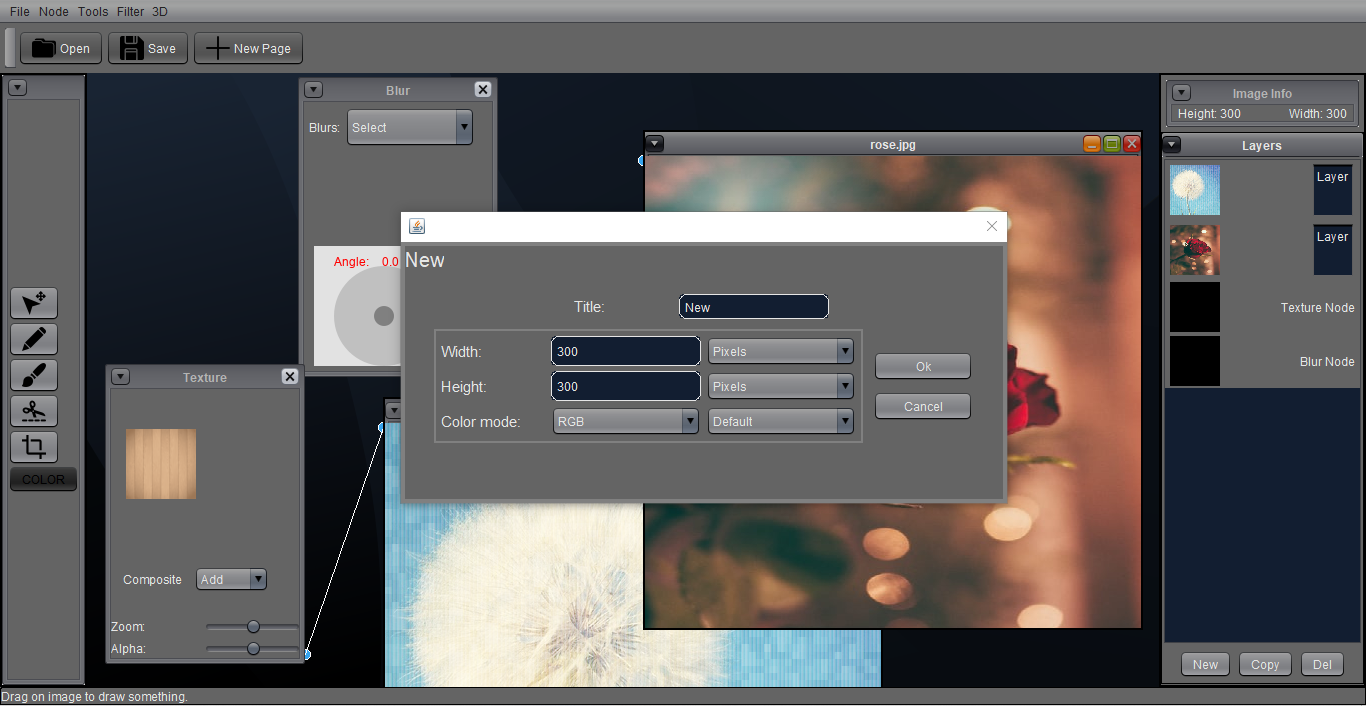 File Node Tools Filter 3D
Open Save New Page
Blur
Blurs: Select
Angle: 0.0
Texture
Composite Add
Zoom:
Alpha:
COLOR
rose.jpg
New
Title: New
Width: 300 Pixels
Height: 300 Pixels
Color mode: RGB Default
Ok
Cancel
Image Info
Height: 300 Width: 300
Layers
Layer
Layer
Texture Node
Blur Node
New Copy Del
Drag on image to draw something.